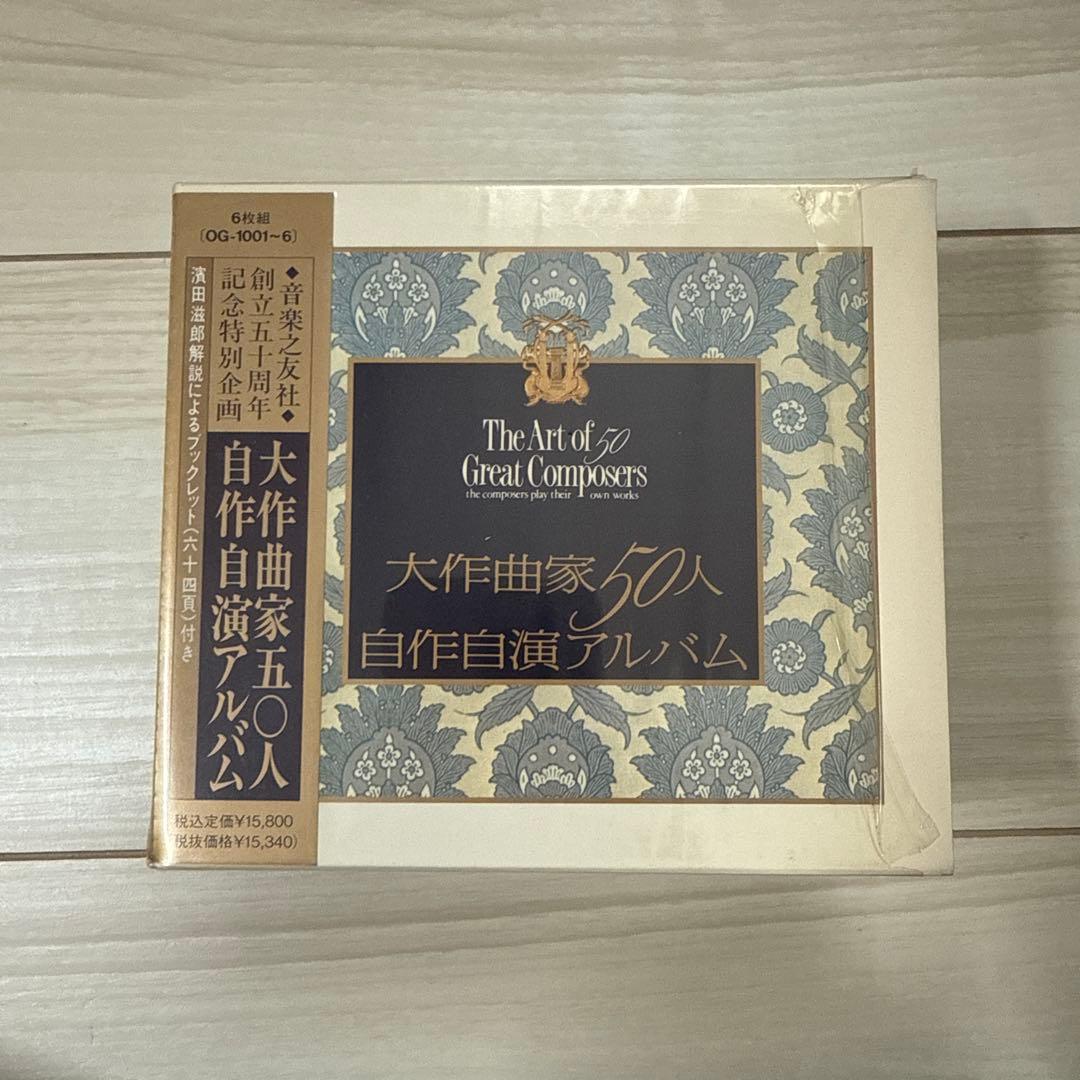 6枚組
〔OG-1001~6〕
◆音楽之友社◆
創立五十周年
記念特別企画
濱田滋郎解説によるブックレット(六十四頁)付き
大作曲家五〇人
自作自演アルバム
税込定価¥15,800
(税抜価格¥15,340)
The Art of 50
Great Composers
the composers play their own works
大作曲家50人
自作自演アルバム